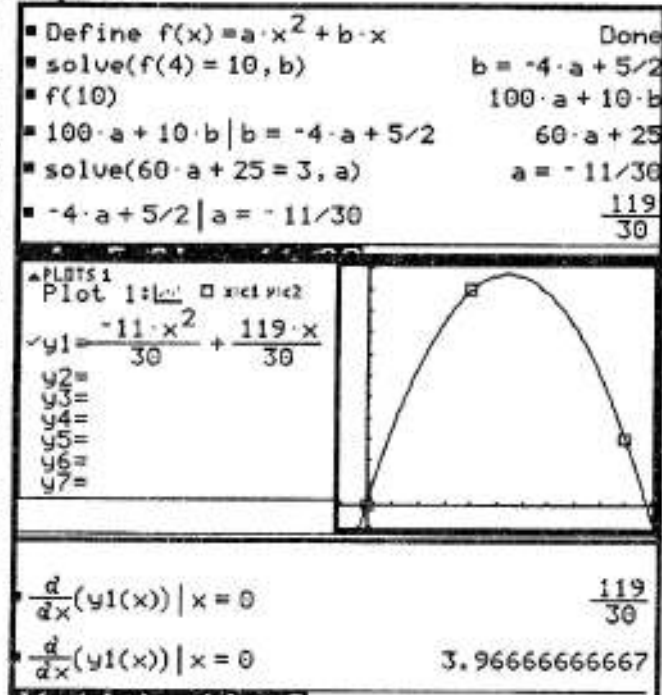 ▪ Define f(x)=a·x²+b·x Done
▪ solve(f(4)=10,b) b = ⁻4·a+5/2
▪ f(10) 100·a+10·b
▪ 100·a+10·b|b = ⁻4·a+5/2 60·a+25
▪ solve(60·a+25=3,a) a = ⁻11/30
▪ ⁻4·a+5/2|a = ⁻11/30 119/30
▴PLOTS 1
Plot 1: x:c1 y:c2
✓y1=⁻11·x²/30 + 119·x/30
y2=
y3=
y4=
y5=
y6=
y7=
▪ d/dx(y1(x))|x=0 119/30
▪ d/dx(y1(x))|x=0 3.96666666667